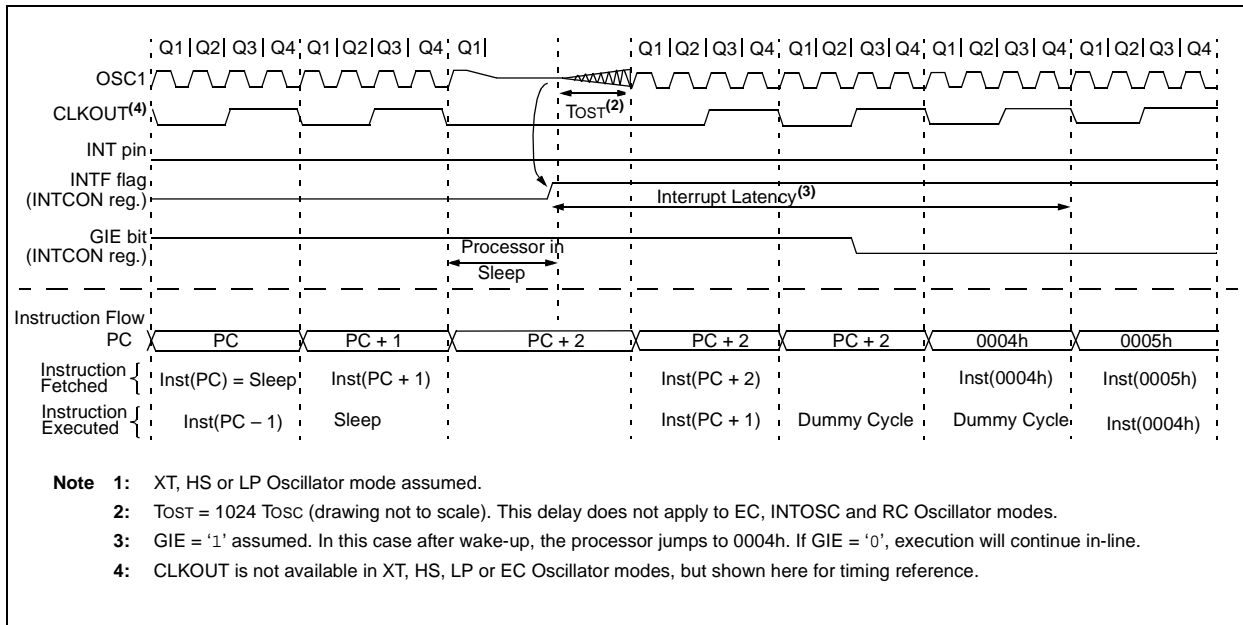 Q1 | Q2 | Q3 | Q4 | Q1 | Q2 | Q3 | Q4 | Q1 | Q1 | Q2 | Q3 | Q4 | Q1 | Q2 | Q3 | Q4 | Q1 | Q2 | Q3 | Q4 | Q1 | Q2 | Q3 | Q4
OSC1
TOST(2)
CLKOUT(4)
INT pin
INTF flag
(INTCON reg.)
Interrupt Latency(3)
GIE bit
(INTCON reg.)
Processor in
Sleep
Instruction Flow
PC PC PC + 1 PC + 2 PC + 2 PC + 2 0004h 0005h
Instruction
Fetched { Inst(PC) = Sleep Inst(PC + 1) Inst(PC + 2) Inst(0004h) Inst(0005h)
Instruction
Executed { Inst(PC – 1) Sleep Inst(PC + 1) Dummy Cycle Dummy Cycle Inst(0004h)
Note 1: XT, HS or LP Oscillator mode assumed.
2: TOST = 1024 TOSC (drawing not to scale). This delay does not apply to EC, INTOSC and RC Oscillator modes.
3: GIE = ‘1’ assumed. In this case after wake-up, the processor jumps to 0004h. If GIE = ‘0’, execution will continue in-line.
4: CLKOUT is not available in XT, HS, LP or EC Oscillator modes, but shown here for timing reference.